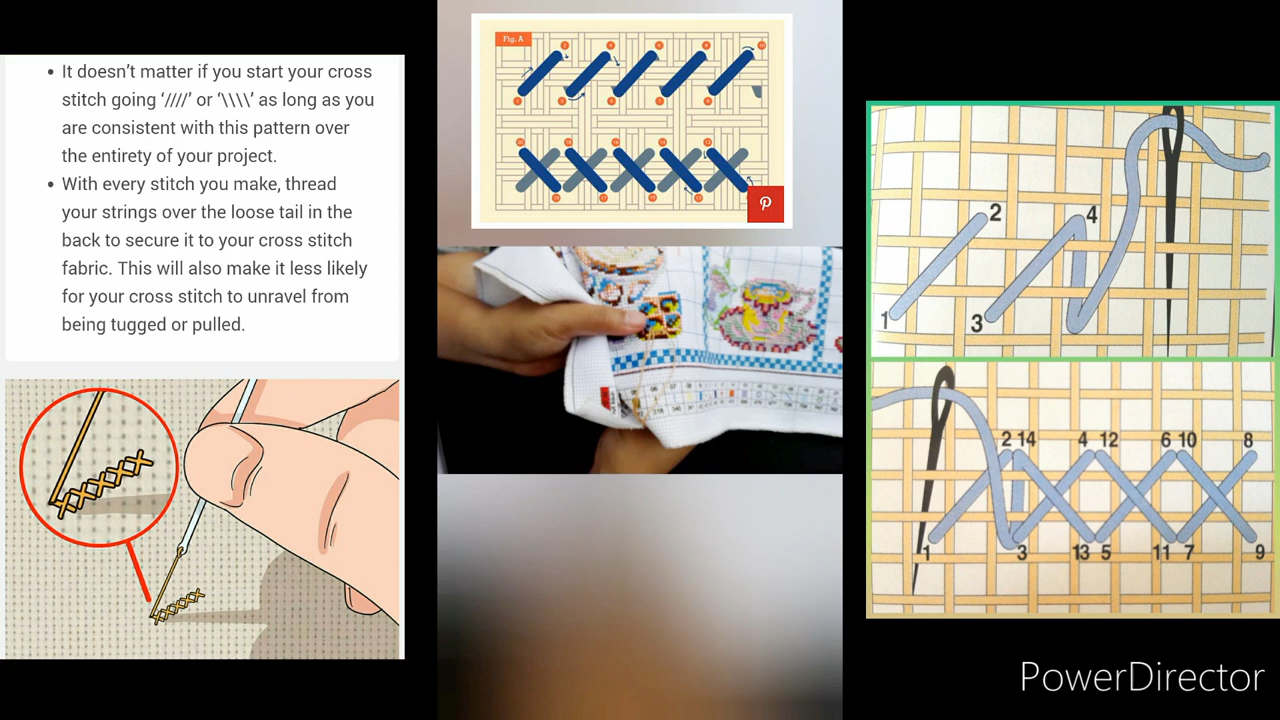 It doesn’t matter if you start your cross
stitch going ‘////’ or ‘\\\\’ as long as you
are consistent with this pattern over
the entirety of your project.
With every stitch you make, thread
your strings over the loose tail in the
back to secure it to your cross stitch
fabric. This will also make it less likely
for your cross stitch to unravel from
being tugged or pulled.
Fig. A
2
4
1
3
2 14 4 12 6 10 8
1 3 13 5 11 7 9
PowerDirector